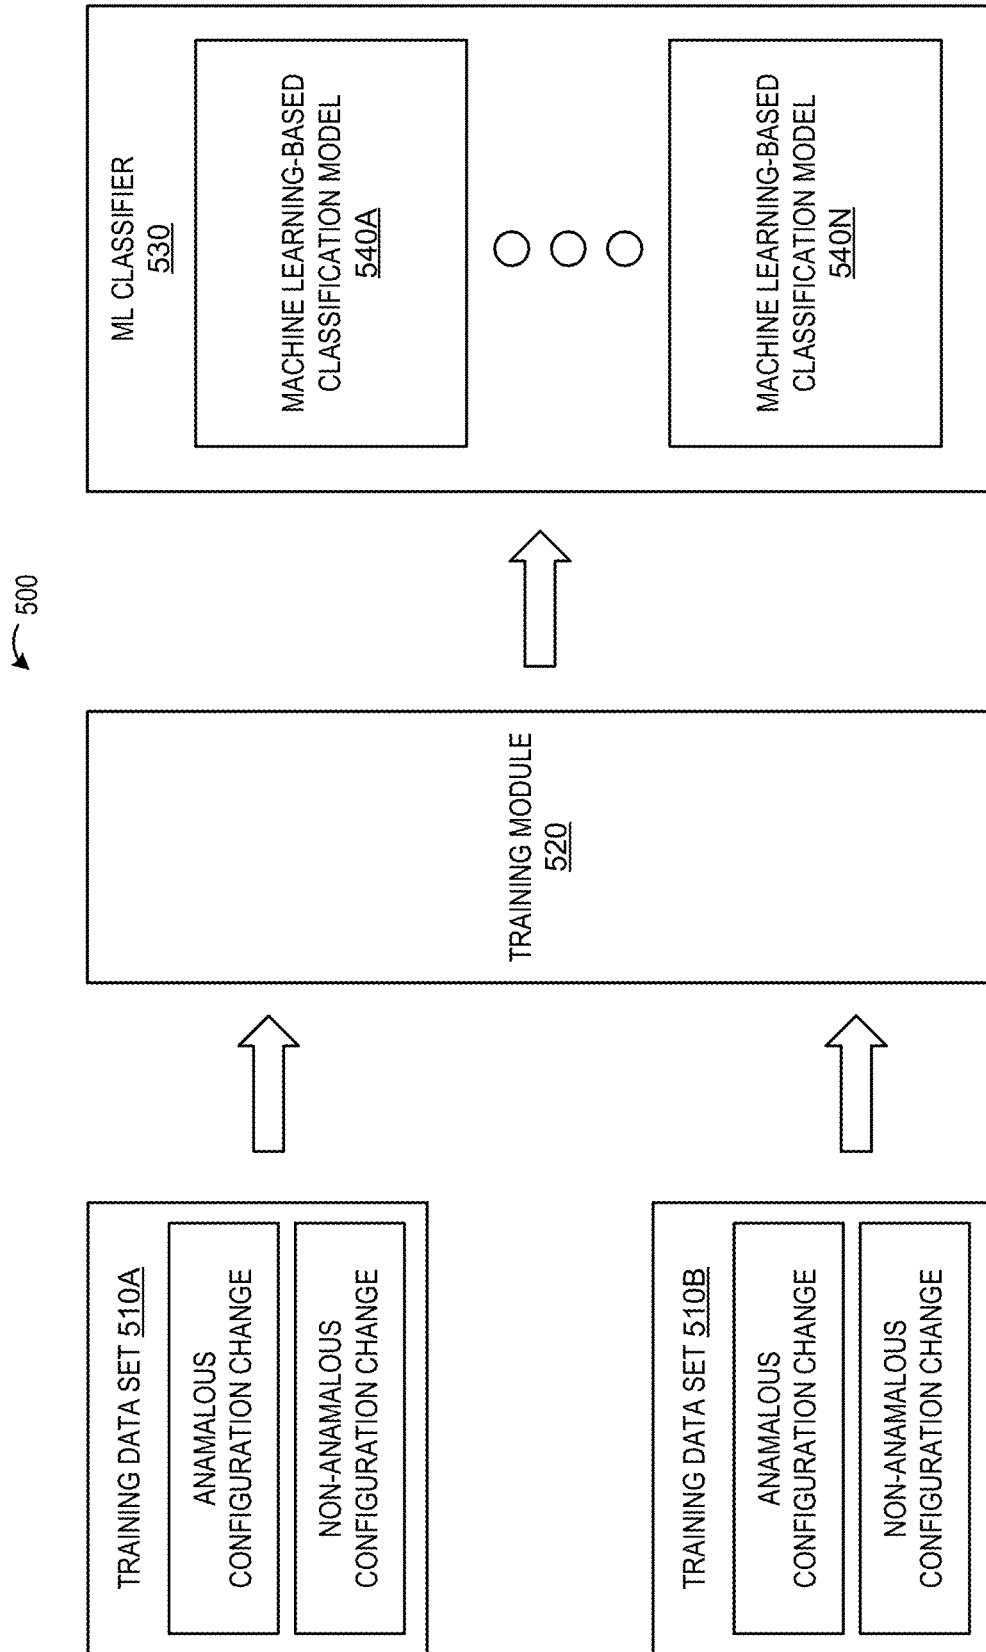 500
TRAINING DATA SET 510A
ANAMALOUS
CONFIGURATION CHANGE
NON-ANAMALOUS
CONFIGURATION CHANGE
TRAINING DATA SET 510B
ANAMALOUS
CONFIGURATION CHANGE
NON-ANAMALOUS
CONFIGURATION CHANGE
TRAINING MODULE
520
ML CLASSIFIER
530
MACHINE LEARNING-BASED
CLASSIFICATION MODEL
540A
MACHINE LEARNING-BASED
CLASSIFICATION MODEL
540N